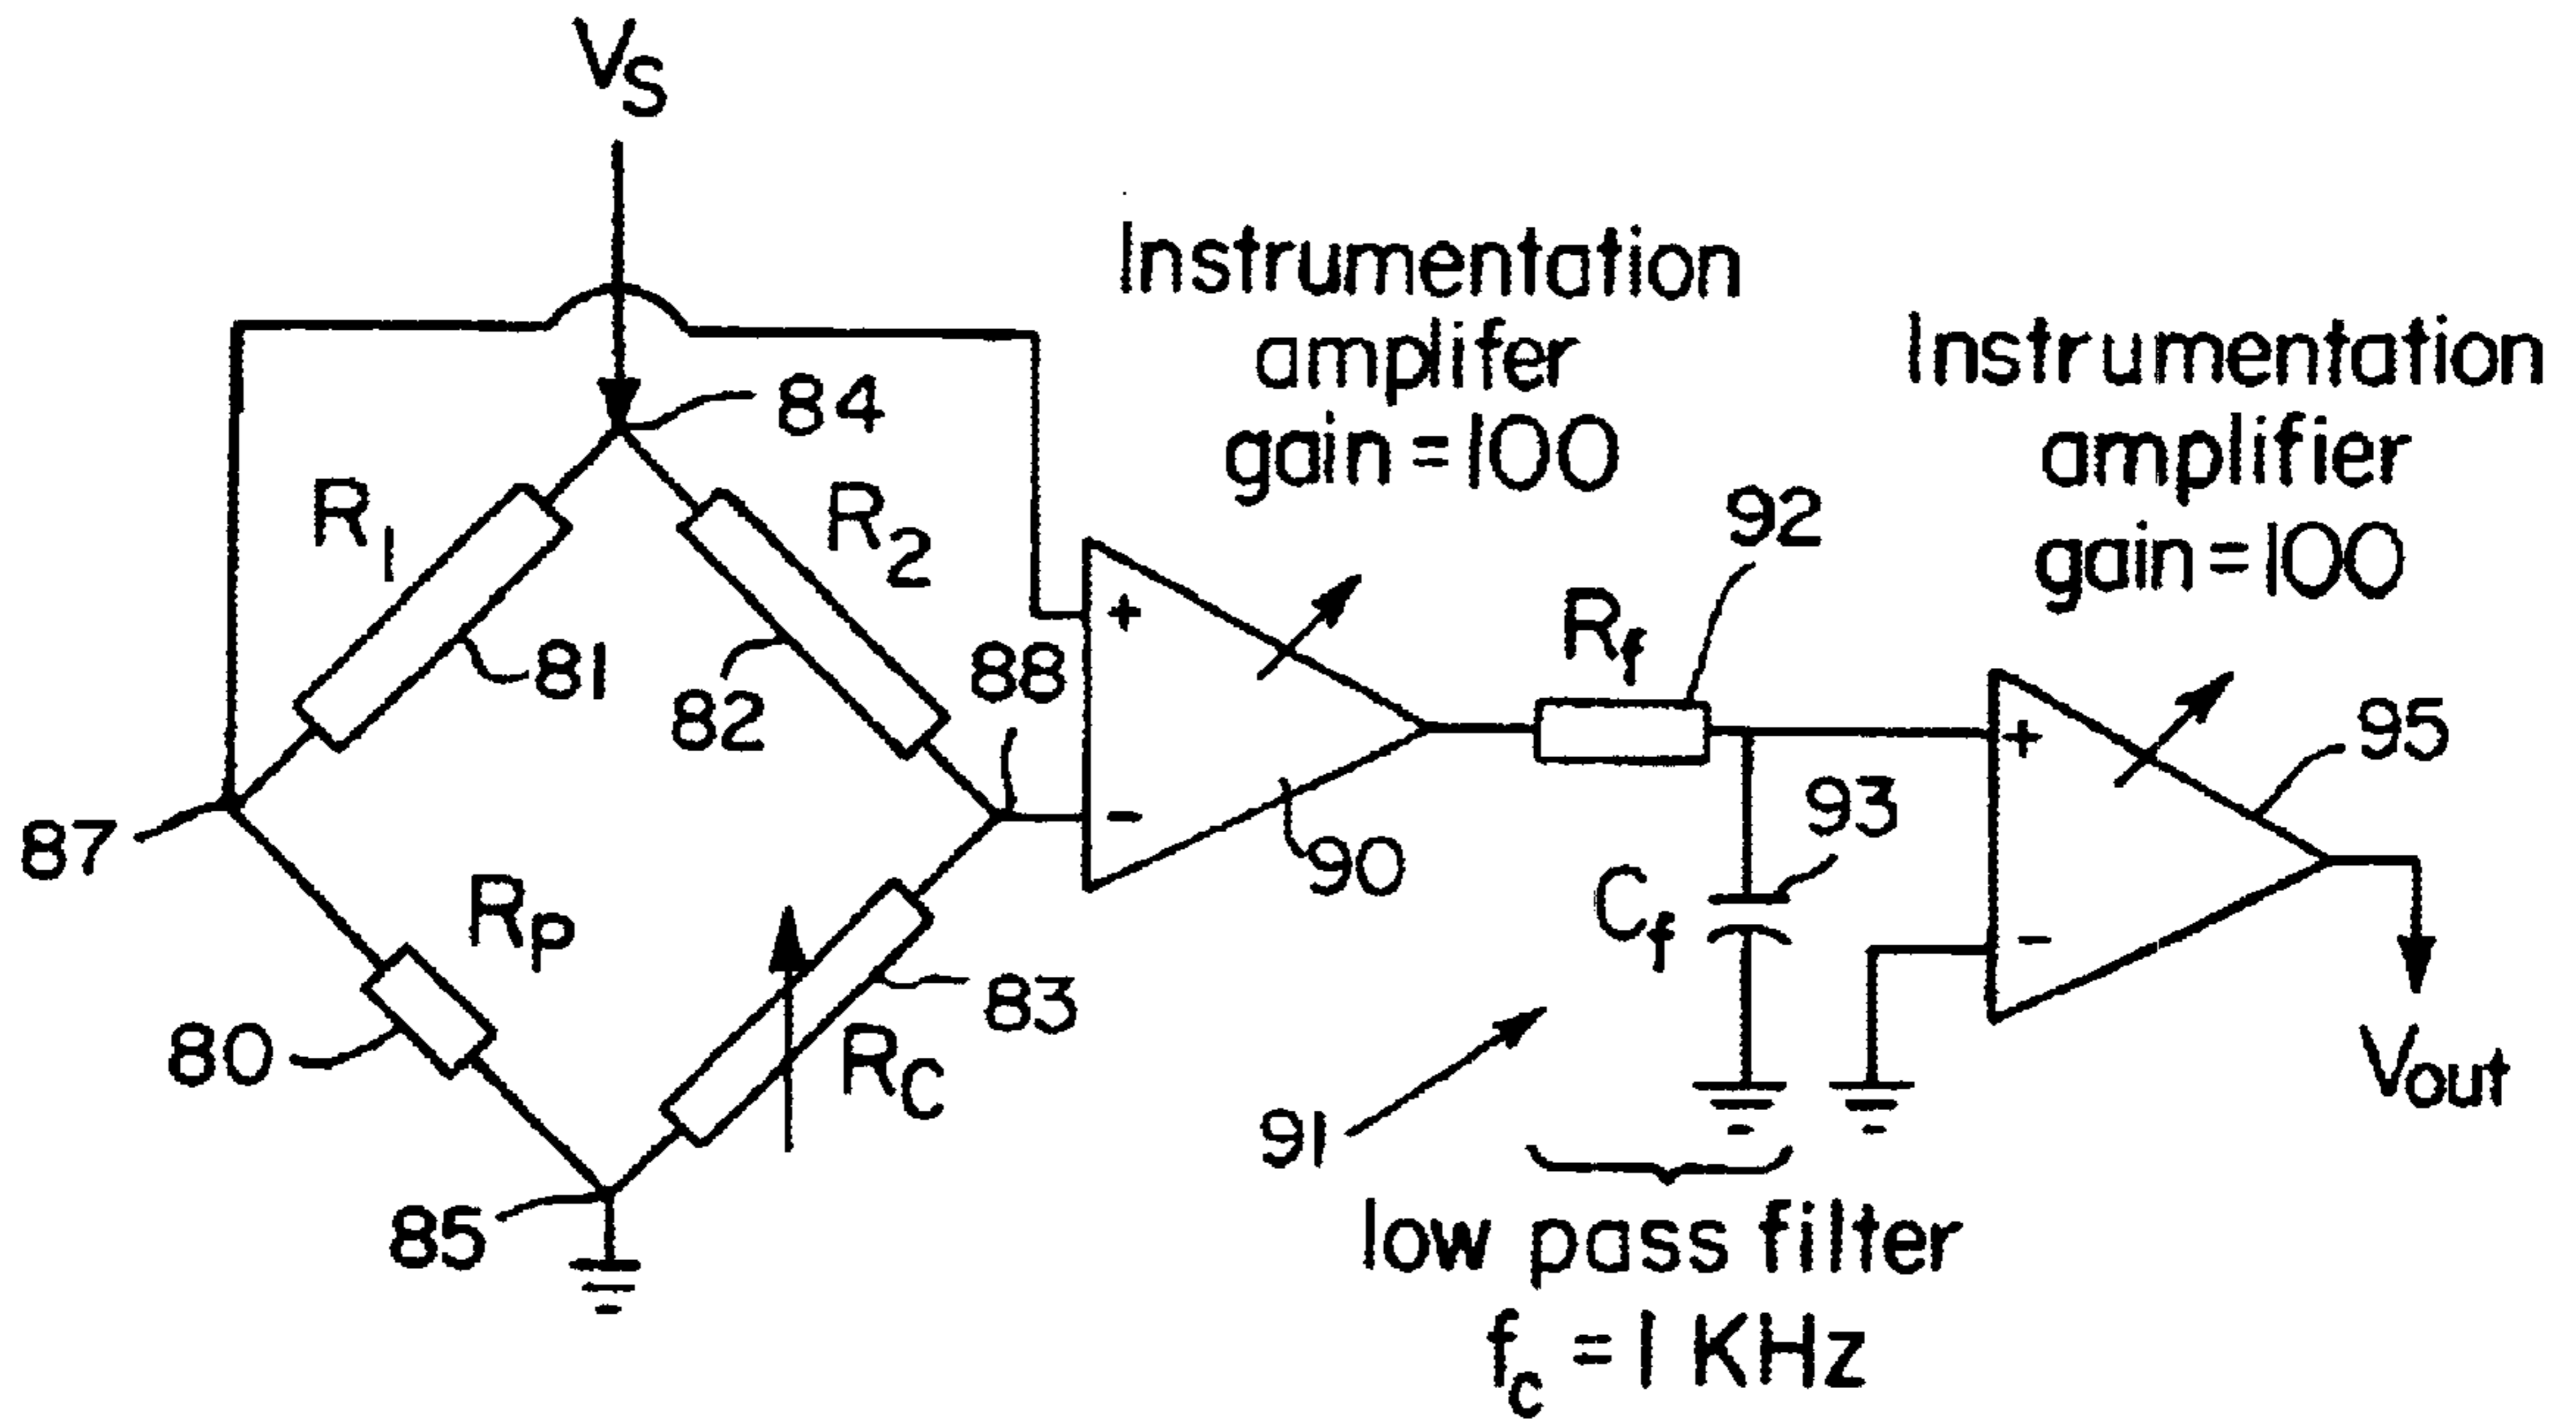 VS
Instrumentation
amplifer
gain = 100
Instrumentation
amplifier
gain = 100
84
R1
R2
92
+
Rf
81
82
88
+
95
87
-
90
93
Cf
-
RP
80
83
RC
91
Vout
85
low pass filter
fc = 1 KHz